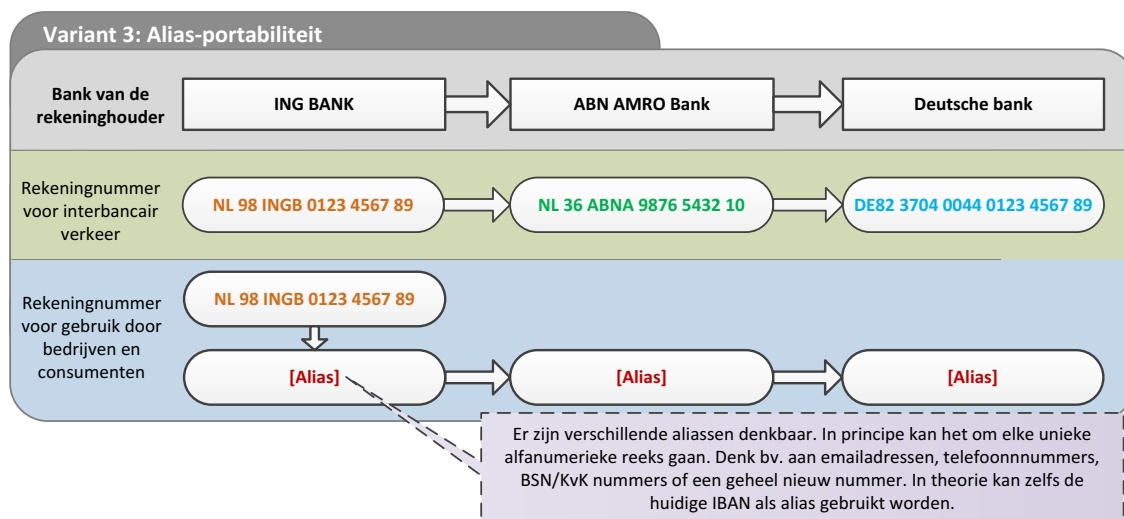 Variant 3: Alias-portabiliteit
Bank van de
rekeninghouder
ING BANK
ABN AMRO Bank
Deutsche bank
Rekeningnummer
voor interbancair
verkeer
NL 98 INGB 0123 4567 89
NL 36 ABNA 9876 5432 10
DE82 3704 0044 0123 4567 89
Rekeningnummer
voor gebruik door
bedrijven en
consumenten
NL 98 INGB 0123 4567 89
[Alias]
[Alias]
[Alias]
Er zijn verschillende aliassen denkbaar. In principe kan het om elke unieke
alfanumerieke reeks gaan. Denk bv. aan emailadressen, telefoonnnummers,
BSN/KvK nummers of een geheel nieuw nummer. In theorie kan zelfs de
huidige IBAN als alias gebruikt worden.